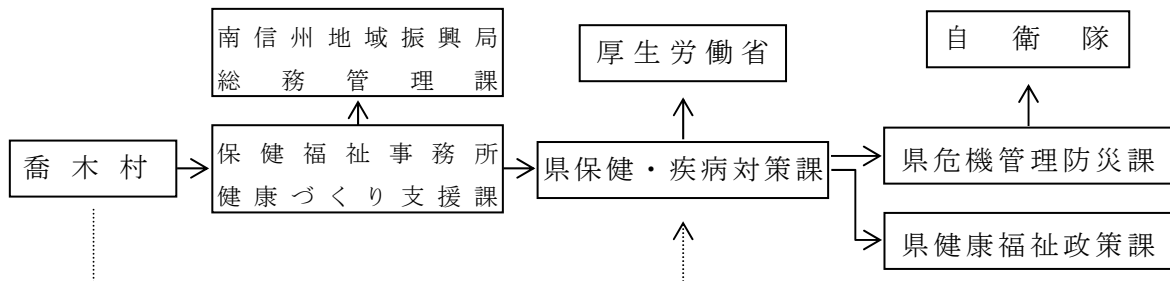 南信州地域振興局
総務管理課
厚生労働省
自衛隊
喬木村
保健福祉事務所
健康づくり支援課
県保健・疾病対策課
県危機管理防災課
県健康福祉政策課